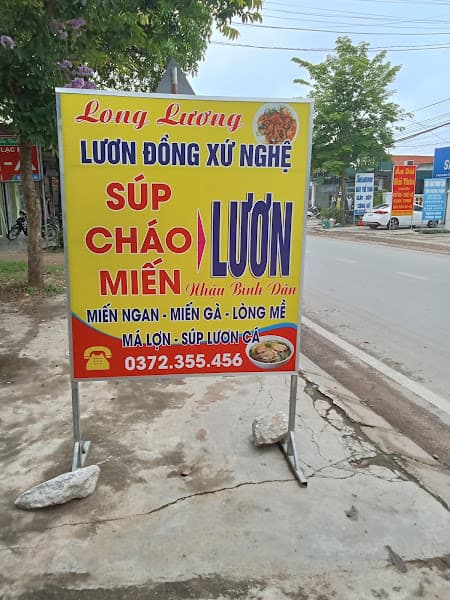 Long Lương
LƯƠN ĐỒNG XỨ NGHỆ
SÚP
CHÁO
MIẾN
LƯƠN
Nhậu Bình Dân
MIẾN NGAN - MIẾN GÀ - LÒNG MỀ
MÁ LỢN - SÚP LƯƠN CÁ
0372.355.456